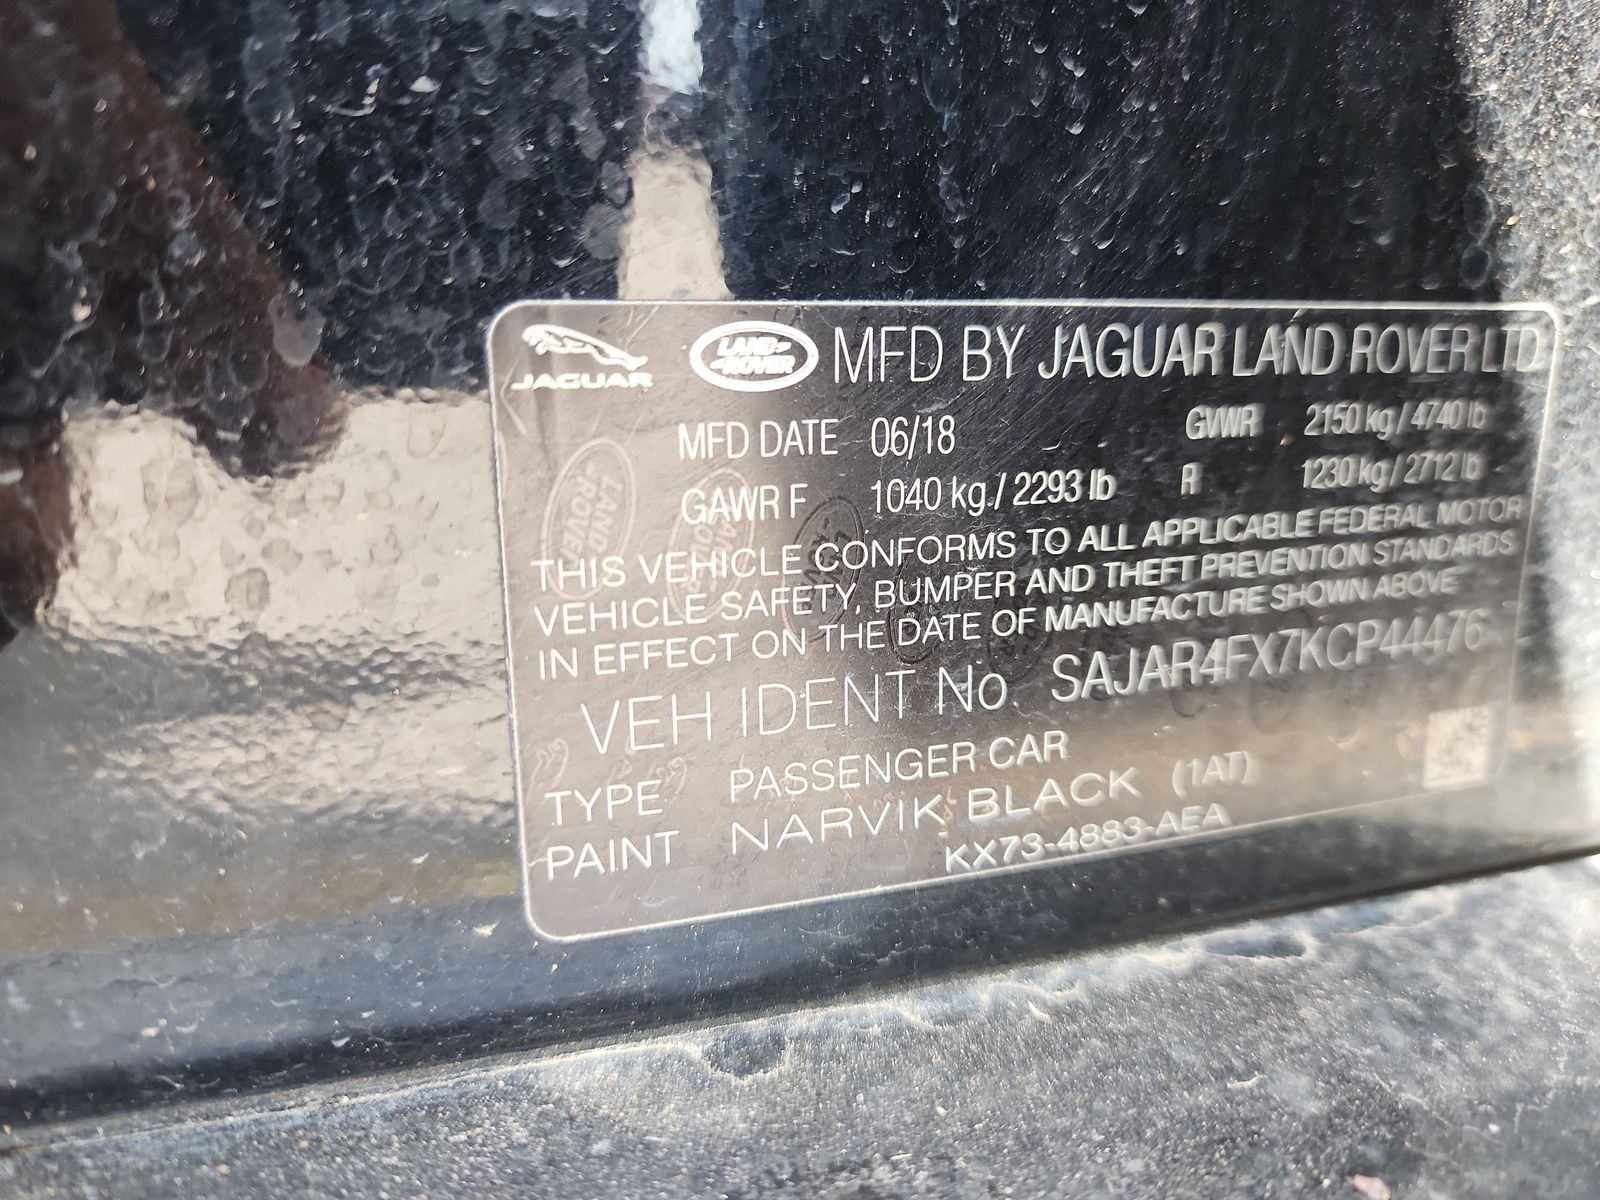 JAGUAR LAND ROVER MFD BY JAGUAR LAND ROVER LTD
MFD DATE 06/18 GVWR 2150 kg / 4740 lb
GAWR F 1040 kg / 2293 lb R 1230 kg / 2712 lb
THIS VEHICLE CONFORMS TO ALL APPLICABLE FEDERAL MOTOR
VEHICLE SAFETY, BUMPER AND THEFT PREVENTION STANDARDS
IN EFFECT ON THE DATE OF MANUFACTURE SHOWN ABOVE
VEH IDENT No. SAJAR4FX7KCP44476
TYPE PASSENGER CAR
PAINT NARVIK BLACK (1AT)
KX73-4883-AEA